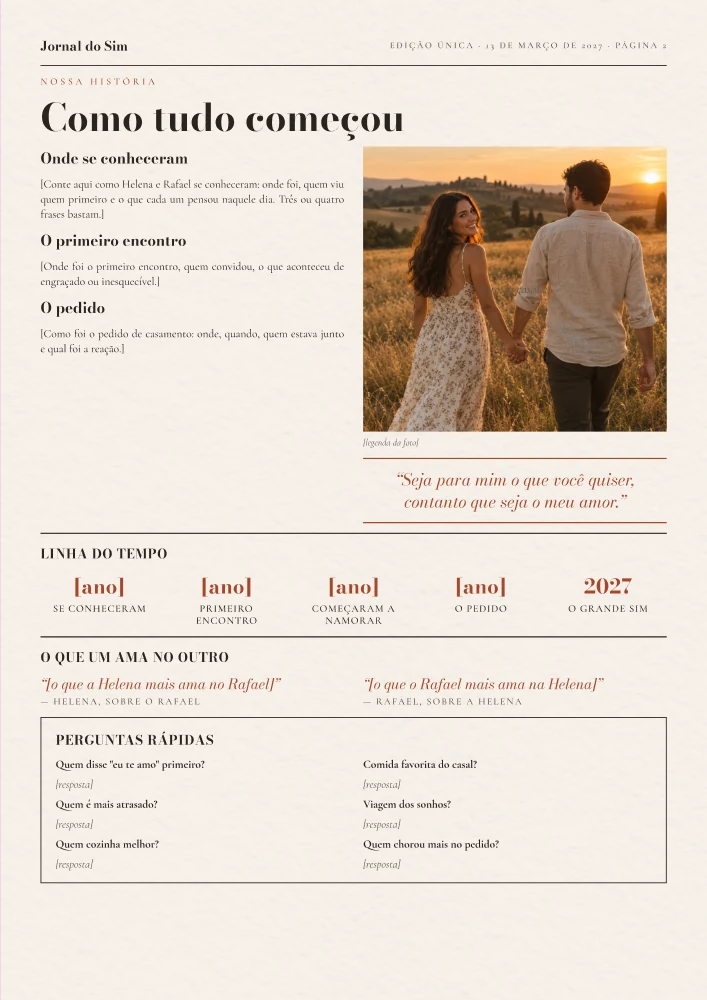 Jornal do Sim
EDIÇÃO ÚNICA · 13 DE MARÇO DE 2027 · PÁGINA 2
NOSSA HISTÓRIA
Como tudo começou
Onde se conheceram
[Conte aqui como Helena e Rafael se conheceram: onde foi, quem viu
quem primeiro e o que cada um pensou naquele dia. Três ou quatro
frases bastam.]
O primeiro encontro
[Onde foi o primeiro encontro, quem convidou, o que aconteceu de
engraçado ou inesquecível.]
O pedido
[Como foi o pedido de casamento: onde, quando, quem estava junto
e qual foi a reação.]
[legenda da foto]
“Seja para mim o que você quiser,
contanto que seja o meu amor.”
LINHA DO TEMPO
[ano]
SE CONHECERAM
[ano]
PRIMEIRO
ENCONTRO
[ano]
COMEÇARAM A
NAMORAR
[ano]
O PEDIDO
2027
O GRANDE SIM
O QUE UM AMA NO OUTRO
“[o que a Helena mais ama no Rafael]”
— HELENA, SOBRE O RAFAEL
“[o que o Rafael mais ama na Helena]”
— RAFAEL, SOBRE A HELENA
PERGUNTAS RÁPIDAS
Quem disse "eu te amo" primeiro?
[resposta]
Quem é mais atrasado?
[resposta]
Quem cozinha melhor?
[resposta]
Comida favorita do casal?
[resposta]
Viagem dos sonhos?
[resposta]
Quem chorou mais no pedido?
[resposta]